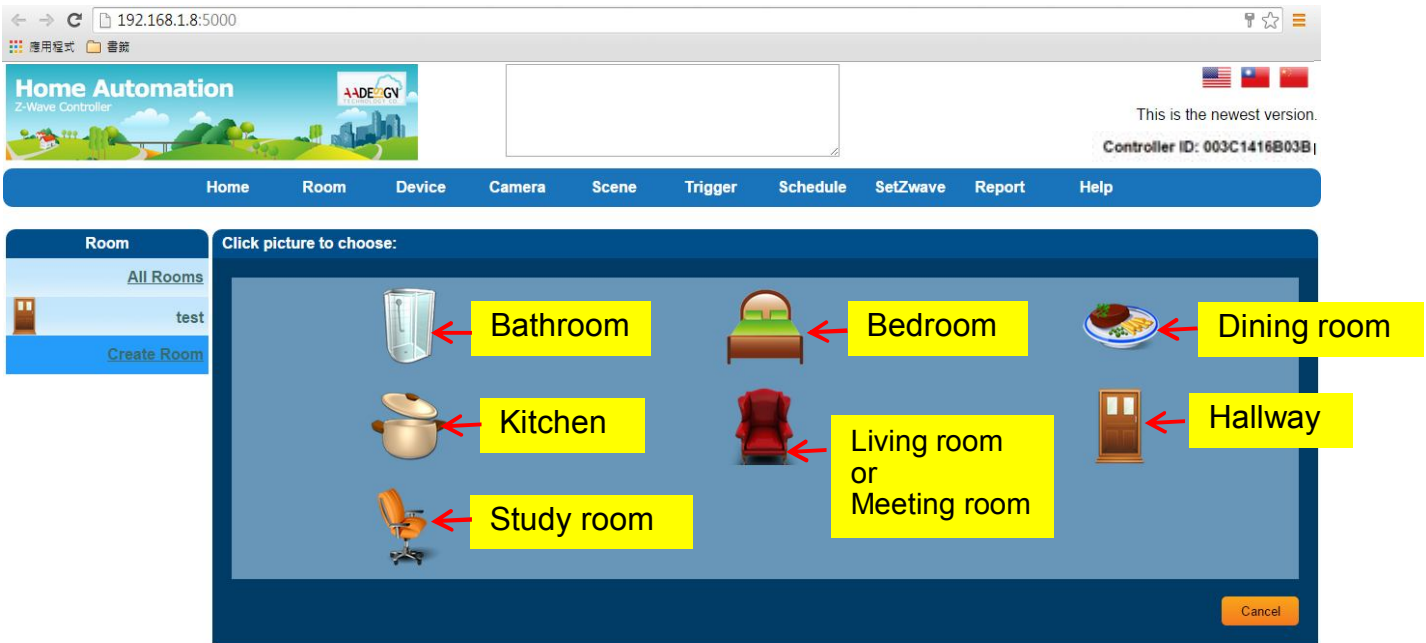 192.168.1.8:5000
應用程式 書籤
Home Automation
Z-Wave Controller
AADESIGN
TECHNOLOGY CO
This is the newest version.
Controller ID: 003C1416B03B
Home Room Device Camera Scene Trigger Schedule SetZwave Report Help
Room
Click picture to choose:
All Rooms
test
Create Room
Bathroom
Bedroom
Dining room
Kitchen
Living room
or
Meeting room
Hallway
Study room
Cancel